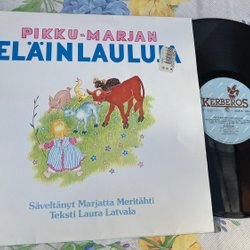 PIKKU-MARJAN
ELÄINLAULUJA
Säveltänyt Marjatta Meritähti
Teksti Laura Latvala
KERBEROS